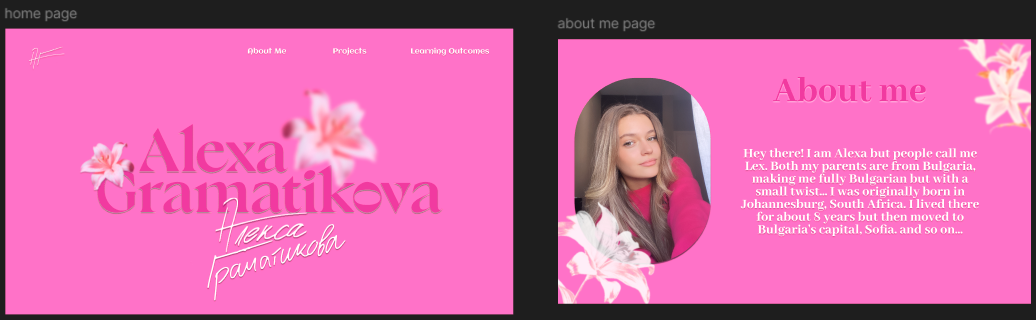 home page
About Me
Projects
Learning Outcomes
Alexa
Gramatikova
Алекса
Граматикова
about me page
About me
Hey there! I am Alexa but people call me
Lex. Both my parents are from Bulgaria,
making me fully Bulgarian but with a
small twist... I was originally born in
Johannesburg, South Africa. I lived there
for about 8 years but then moved to
Bulgaria's capital, Sofia. and so on...